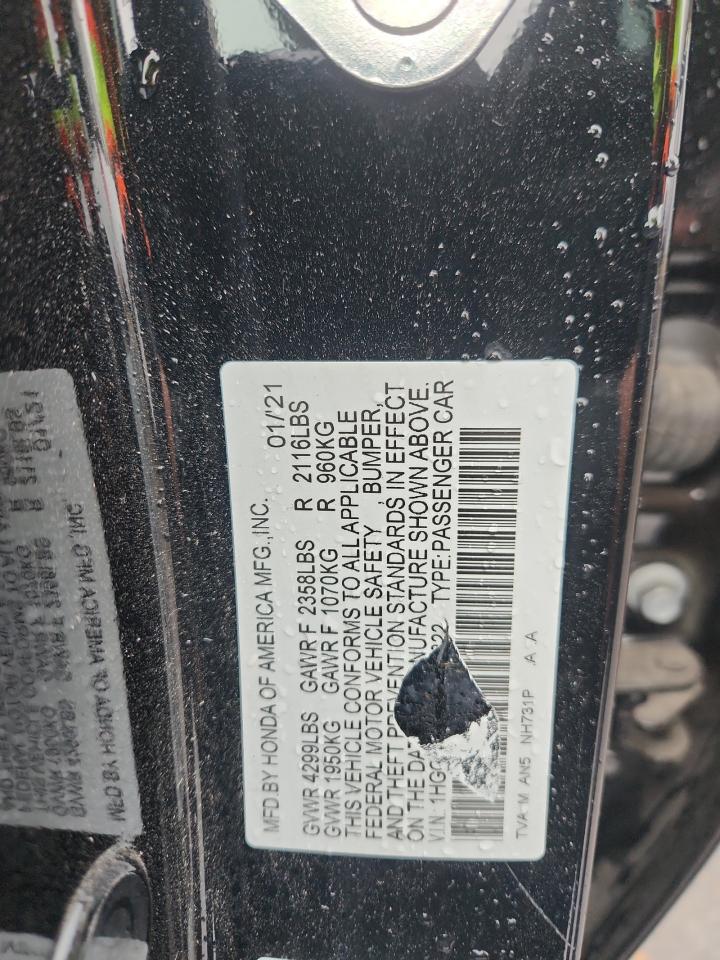 MFD BY HONDA OF AMERICA MFG.,INC. 01/'21
GVWR 4299LBS GAWR F 2358LBS R 2116LBS
GVWR 1950KG GAWR F 1070KG R 960KG
THIS VEHICLE CONFORMS TO ALL APPLICABLE
FEDERAL MOTOR VEHICLE SAFETY ,BUMPER,
AND THEFT PREVENTION STANDARDS IN EFFECT
ON THE DA NUFACTURE SHOWN ABOVE.
V.I.N: 1HGC TYPE:PASSENGER CAR
TVA-M AN5 NH731P A A